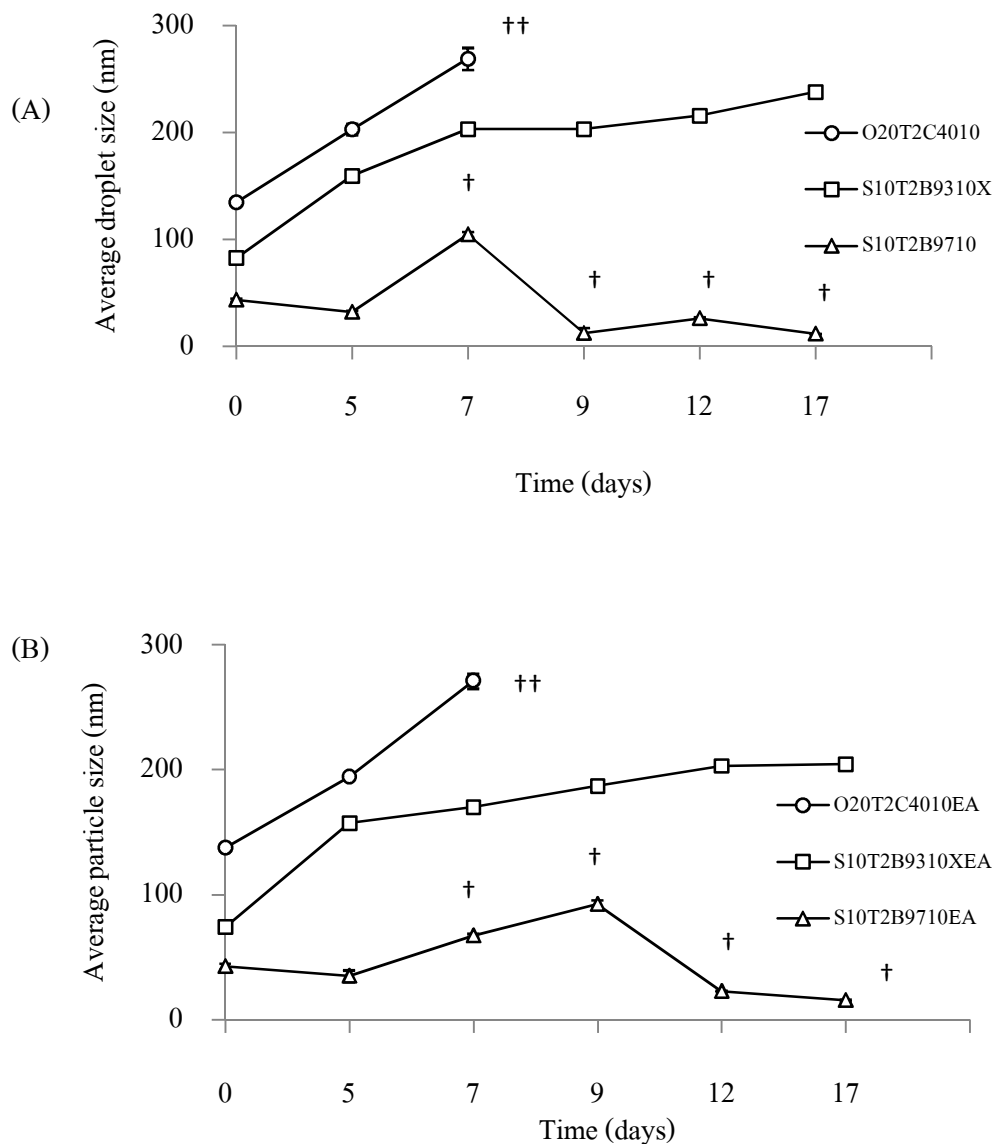 (A)
Average droplet size (nm)
300
200
100
0
††
†
†
†
†
O20T2C4010
S10T2B9310X
S10T2B9710
0 5 7 9 12 17
Time (days)
(B)
Average particle size (nm)
300
200
100
0
††
†
†
†
†
O20T2C4010EA
S10T2B9310XEA
S10T2B9710EA
0 5 7 9 12 17
Time (days)